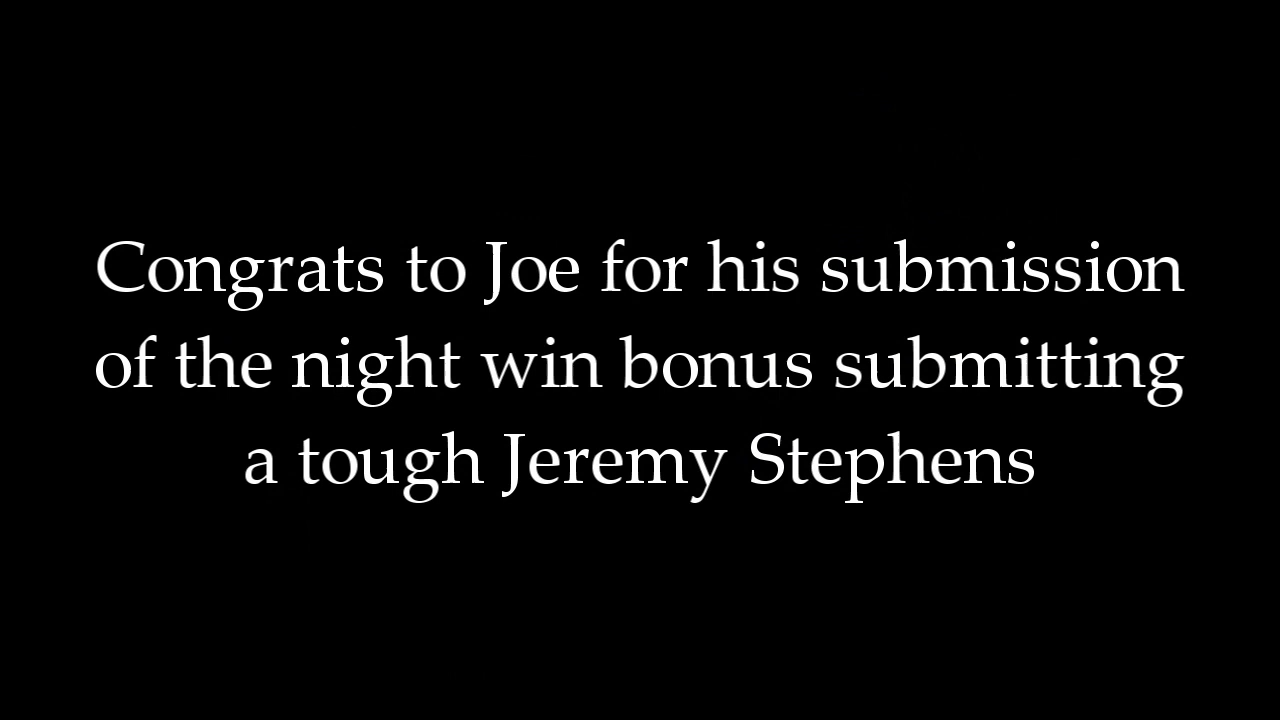 Congrats to Joe for his submission
of the night win bonus submitting
a tough Jeremy Stephens